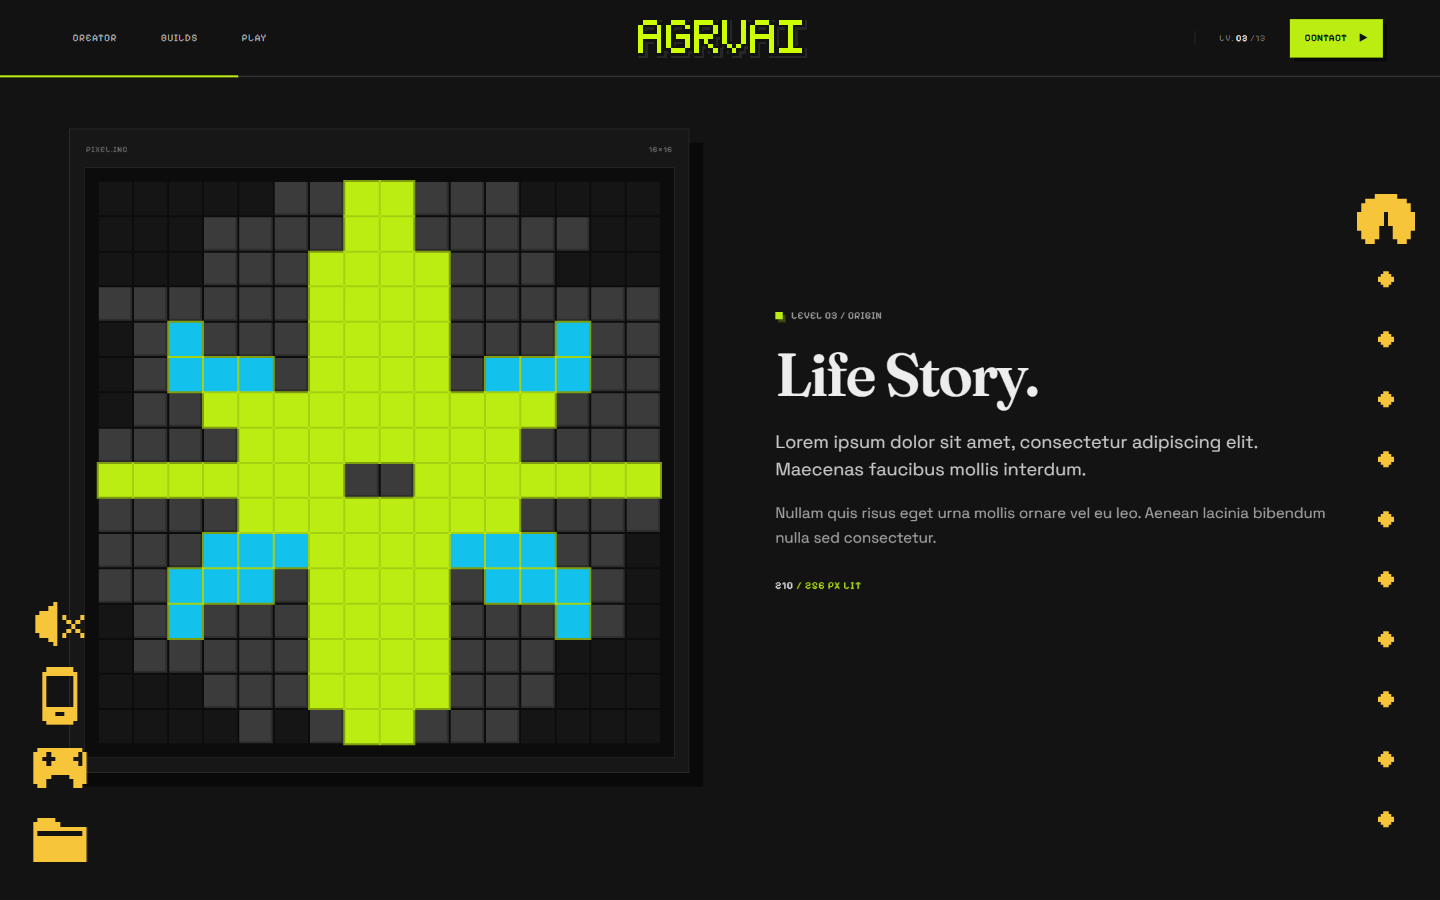 CREATOR
BUILDS
PLAY
AGRVAI
LV. 03 / 13
CONTACT
PIXEL.INO
16×16
LEVEL 03 / ORIGIN
Life Story.
Lorem ipsum dolor sit amet, consectetur adipiscing elit.
Maecenas faucibus mollis interdum.
Nullam quis risus eget urna mollis ornare vel eu leo. Aenean lacinia bibendum
nulla sed consectetur.
210 / 256 PX LIT